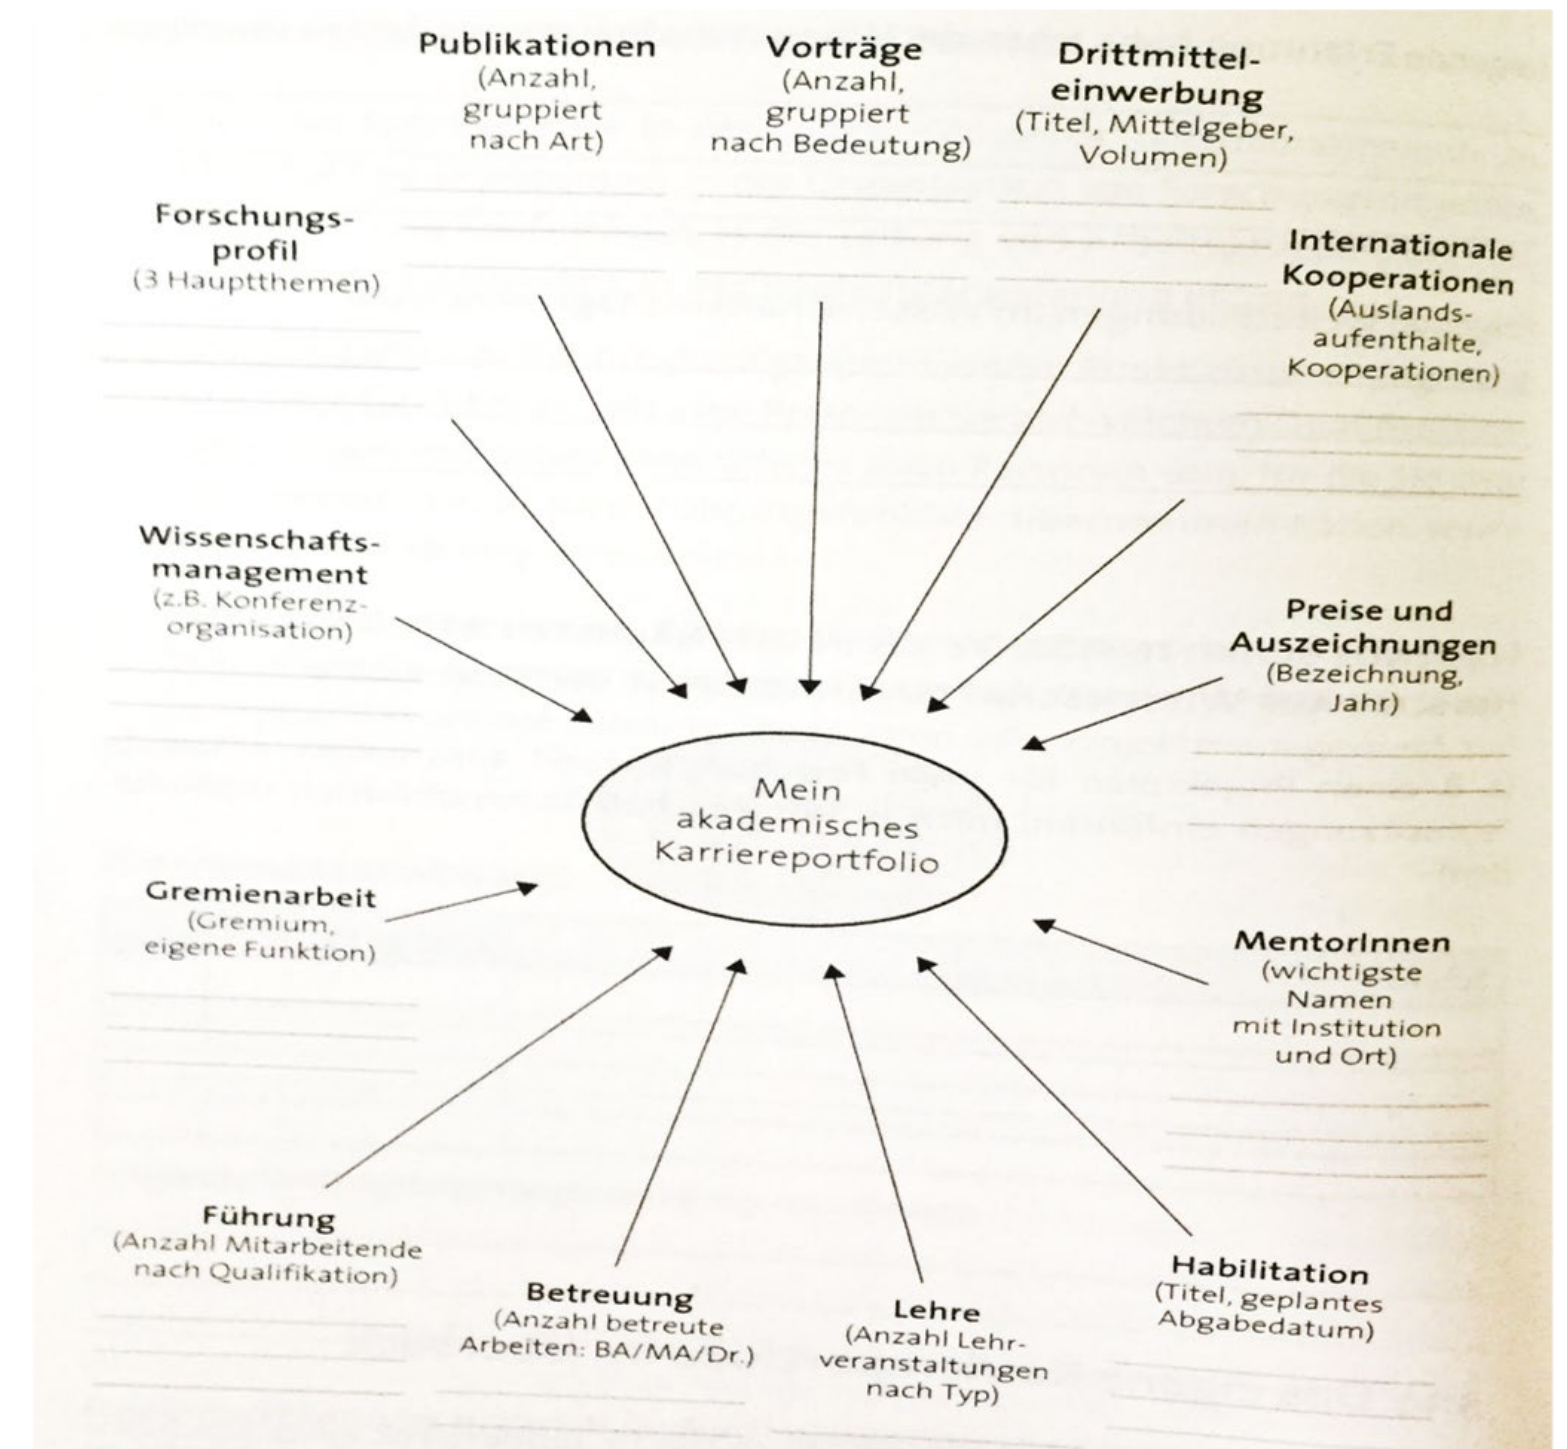 Publikationen
(Anzahl,
gruppiert
nach Art)
Vorträge
(Anzahl,
gruppiert
nach Bedeutung)
Drittmittel-
einwerbung
(Titel, Mittelgeber,
Volumen)
Forschungs-
profil
(3 Hauptthemen)
Internationale
Kooperationen
(Auslands-
aufenthalte,
Kooperationen)
Wissenschafts-
management
(z.B. Konferenz-
organisation)
Preise und
Auszeichnungen
(Bezeichnung,
Jahr)
Mein
akademisches
Karriereportfolio
Gremienarbeit
(Gremium,
eigene Funktion)
MentorInnen
(wichtigste
Namen
mit Institution
und Ort)
Führung
(Anzahl Mitarbeitende
nach Qualifikation)
Betreuung
(Anzahl betreute
Arbeiten: BA/MA/Dr.)
Lehre
(Anzahl Lehr-
veranstaltungen
nach Typ)
Habilitation
(Titel, geplantes
Abgabedatum)